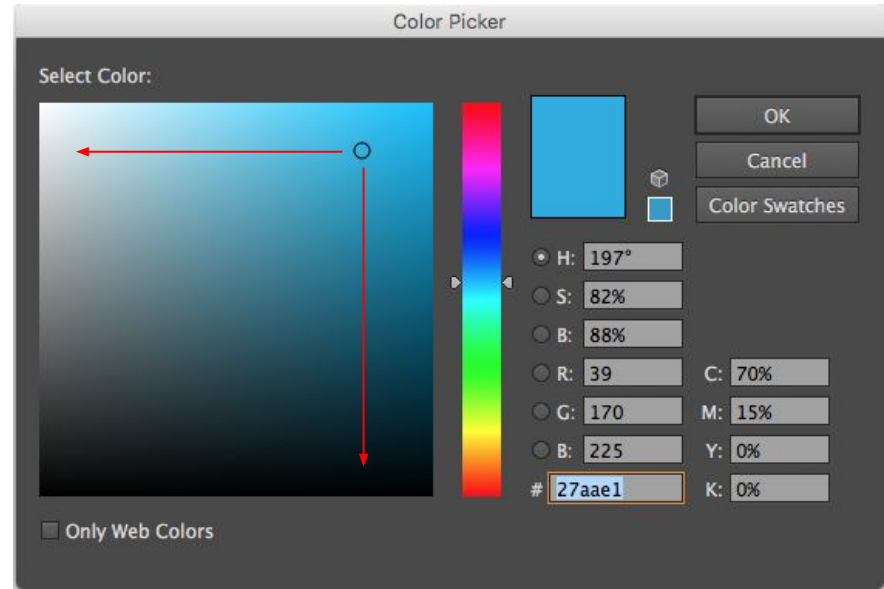 Color Picker
Select Color:
OK
Cancel
Color Swatches
H: 197°
S: 82%
B: 88%
R: 39
C: 70%
G: 170
M: 15%
B: 225
Y: 0%
# 27aae1
K: 0%
Only Web Colors